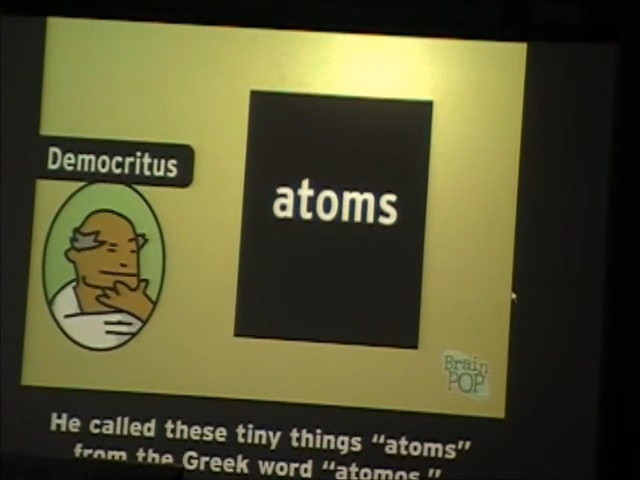 Democritus
atoms
Brain
POP
He called these tiny things "atoms"
from the Greek word "atomos."